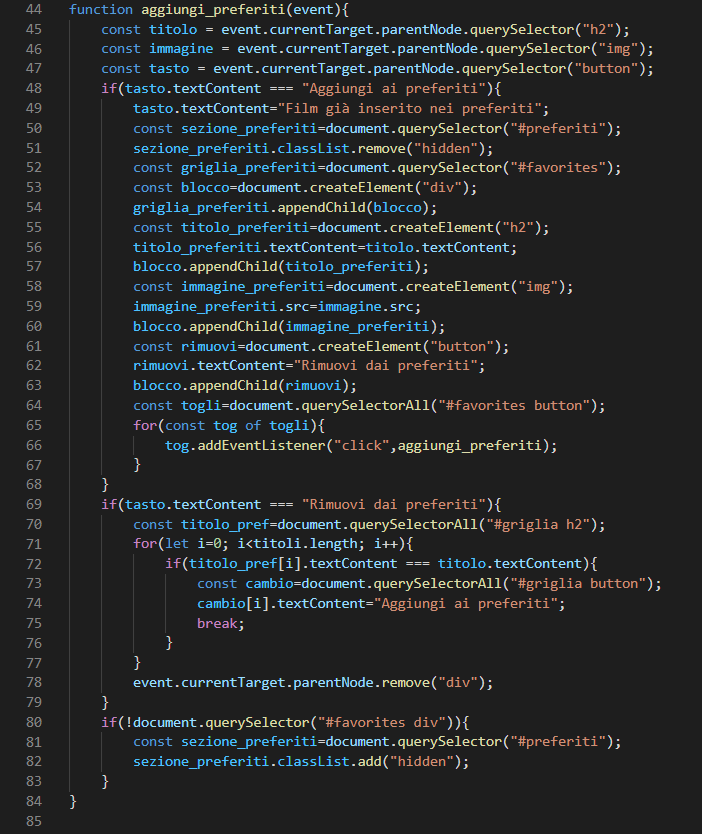 44 function aggiungi_preferiti(event){
45     const titolo = event.currentTarget.parentNode.querySelector("h2");
46     const immagine = event.currentTarget.parentNode.querySelector("img");
47     const tasto = event.currentTarget.parentNode.querySelector("button");
48     if(tasto.textContent === "Aggiungi ai preferiti"){
49         tasto.textContent="Film già inserito nei preferiti";
50         const sezione_preferiti=document.querySelector("#preferiti");
51         sezione_preferiti.classList.remove("hidden");
52         const griglia_preferiti=document.querySelector("#favorites");
53         const blocco=document.createElement("div");
54         griglia_preferiti.appendChild(blocco);
55         const titolo_preferiti=document.createElement("h2");
56         titolo_preferiti.textContent=titolo.textContent;
57         blocco.appendChild(titolo_preferiti);
58         const immagine_preferiti=document.createElement("img");
59         immagine_preferiti.src=immagine.src;
60         blocco.appendChild(immagine_preferiti);
61         const rimuovi=document.createElement("button");
62         rimuovi.textContent="Rimuovi dai preferiti";
63         blocco.appendChild(rimuovi);
64         const togli=document.querySelectorAll("#favorites button");
65         for(const tog of togli){
66             tog.addEventListener("click",aggiungi_preferiti);
67         }
68     }
69     if(tasto.textContent === "Rimuovi dai preferiti"){
70         const titolo_pref=document.querySelectorAll("#griglia h2");
71         for(let i=0; i<titoli.length; i++){
72             if(titolo_pref[i].textContent === titolo.textContent){
73                 const cambio=document.querySelectorAll("#griglia button");
74                 cambio[i].textContent="Aggiungi ai preferiti";
75                 break;
76             }
77         }
78         event.currentTarget.parentNode.remove("div");
79     }
80     if(!document.querySelector("#favorites div")){
81         const sezione_preferiti=document.querySelector("#preferiti");
82         sezione_preferiti.classList.add("hidden");
83     }
84 }
85